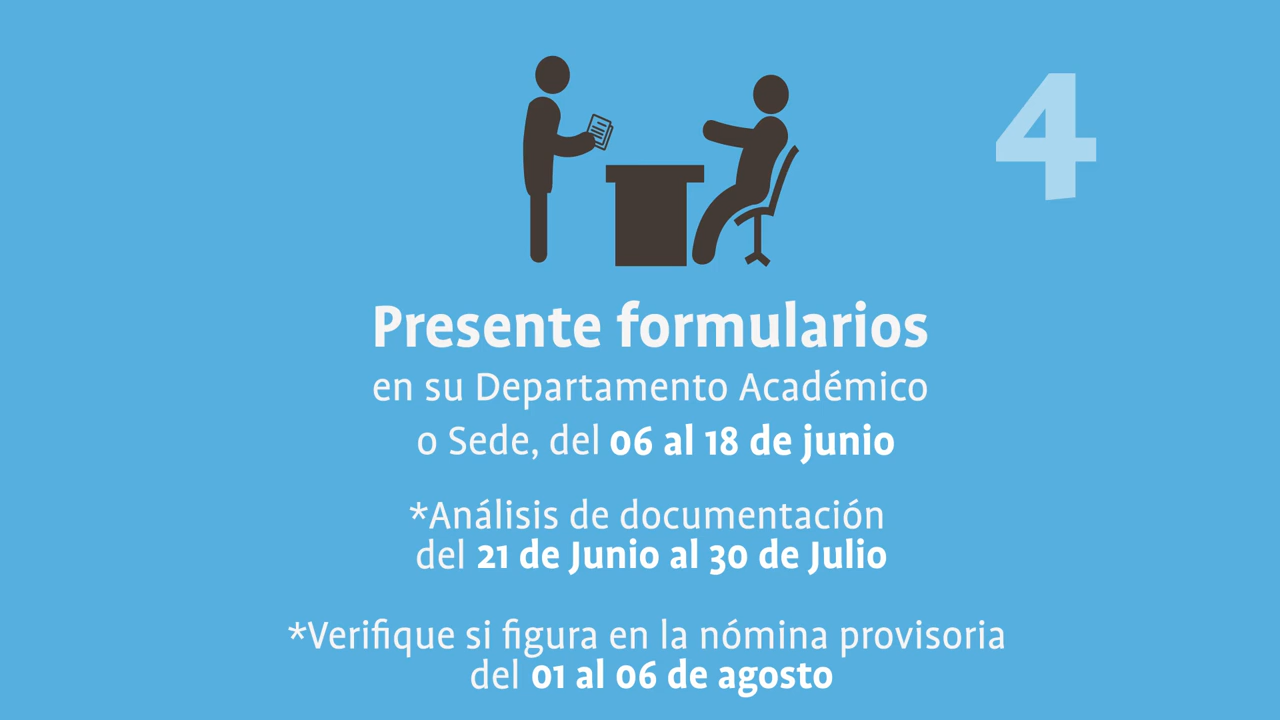 4
Presente formularios
en su Departamento Académico
o Sede, del 06 al 18 de junio
*Análisis de documentación
del 21 de Junio al 30 de Julio
*Verifique si figura en la nómina provisoria
del 01 al 06 de agosto